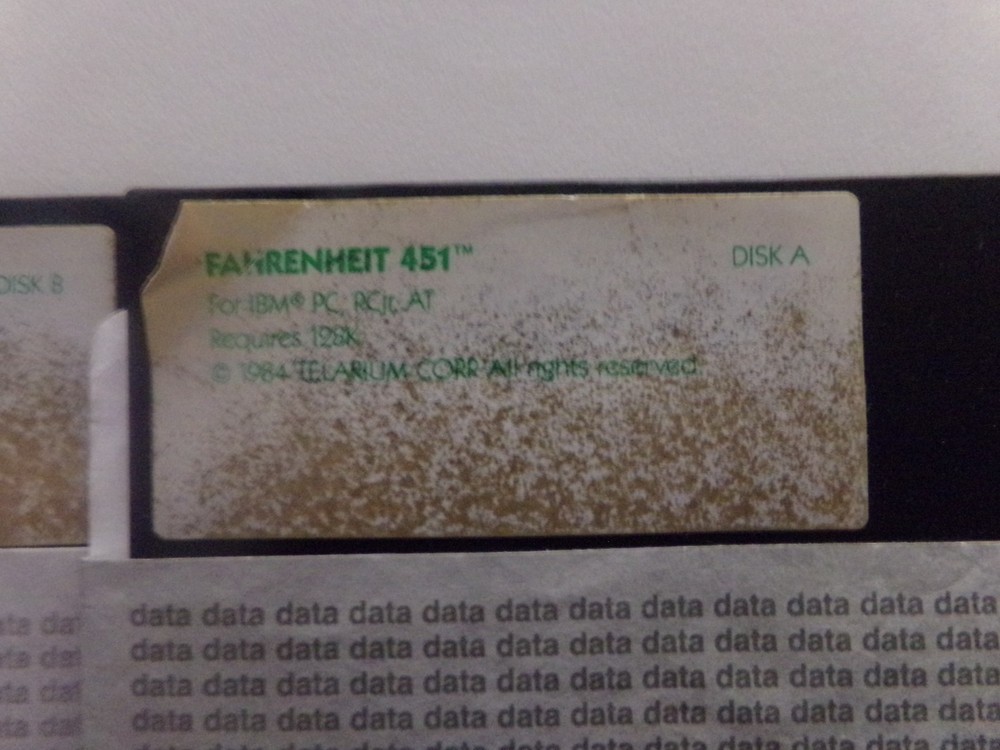 FAHRENHEIT 451™ DISK A
For IBM® PC, PCjr, AT
Requires 128K
© 1984 TELARIUM CORP. All rights reserved.
DISK B
data data data data data data data data data data data data
data data data data data data data data data data data data
data data data data data data data data data data data data
data data data data data data data data data data data data